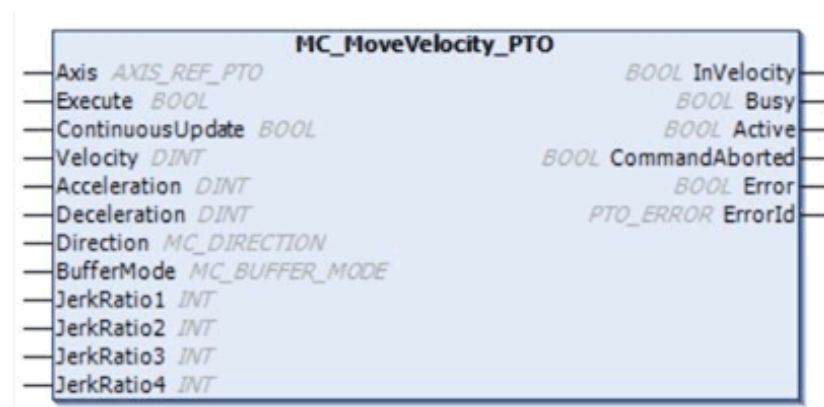 MC_MoveVelocity_PTO
Axis AXIS_REF_PTO BOOL InVelocity
Execute BOOL BOOL Busy
ContinuousUpdate BOOL BOOL Active
Velocity DINT BOOL CommandAborted
Acceleration DINT BOOL Error
Deceleration DINT PTO_ERROR ErrorId
Direction MC_DIRECTION
BufferMode MC_BUFFER_MODE
JerkRatio1 INT
JerkRatio2 INT
JerkRatio3 INT
JerkRatio4 INT